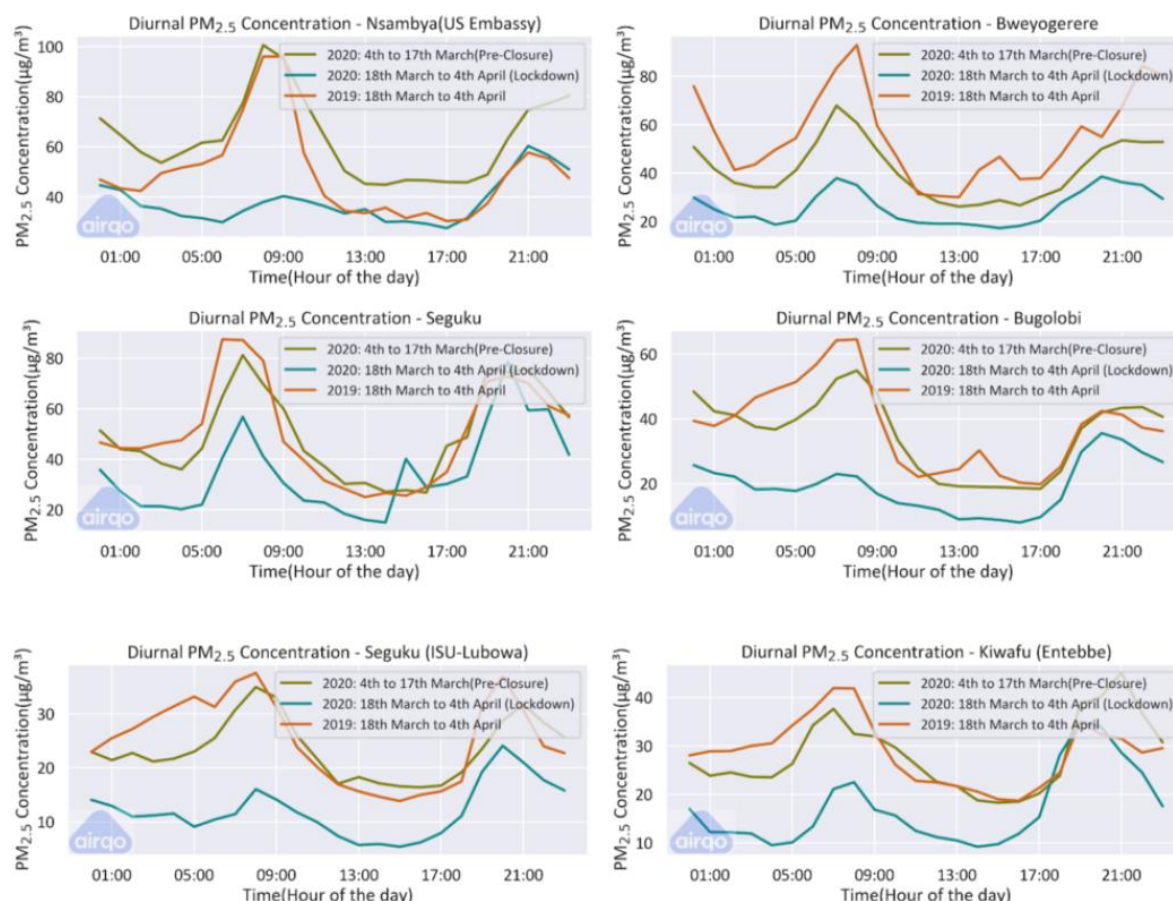 Diurnal PM2.5 Concentration - Nsambya(US Embassy)
PM2.5 Concentration(µg/m³)
100
80
60
40
2020: 4th to 17th March(Pre-Closure)
2020: 18th March to 4th April (Lockdown)
2019: 18th March to 4th April
airqo
01:00 05:00 09:00 13:00 17:00 21:00
Time(Hour of the day)
Diurnal PM2.5 Concentration - Bweyogerere
PM2.5 Concentration(µg/m³)
80
60
40
20
2020: 4th to 17th March(Pre-Closure)
2020: 18th March to 4th April (Lockdown)
2019: 18th March to 4th April
airqo
01:00 05:00 09:00 13:00 17:00 21:00
Time(Hour of the day)
Diurnal PM2.5 Concentration - Seguku
PM2.5 Concentration(µg/m³)
80
60
40
20
2020: 4th to 17th March(Pre-Closure)
2020: 18th March to 4th April (Lockdown)
2019: 18th March to 4th April
airqo
01:00 05:00 09:00 13:00 17:00 21:00
Time(Hour of the day)
Diurnal PM2.5 Concentration - Bugolobi
PM2.5 Concentration(µg/m³)
60
40
20
2020: 4th to 17th March(Pre-Closure)
2020: 18th March to 4th April (Lockdown)
2019: 18th March to 4th April
airqo
01:00 05:00 09:00 13:00 17:00 21:00
Time(Hour of the day)
Diurnal PM2.5 Concentration - Seguku (ISU-Lubowa)
PM2.5 Concentration(µg/m³)
30
20
10
2020: 4th to 17th March(Pre-Closure)
2020: 18th March to 4th April (Lockdown)
2019: 18th March to 4th April
airqo
01:00 05:00 09:00 13:00 17:00 21:00
Time(Hour of the day)
Diurnal PM2.5 Concentration - Kiwafu (Entebbe)
PM2.5 Concentration(µg/m³)
40
30
20
10
2020: 4th to 17th March(Pre-Closure)
2020: 18th March to 4th April (Lockdown)
2019: 18th March to 4th April
airqo
01:00 05:00 09:00 13:00 17:00 21:00
Time(Hour of the day)